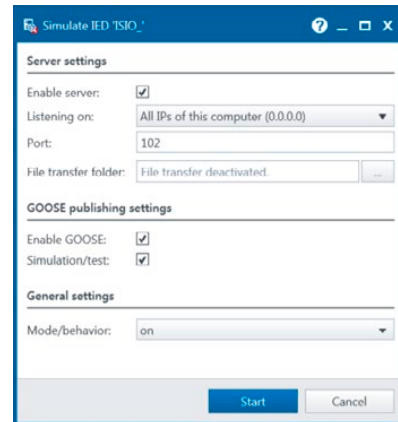 Simulate IED 'ISIO_'
Server settings
Enable server:
Listening on: All IPs of this computer (0.0.0.0)
Port: 102
File transfer folder: File transfer deactivated. ...
GOOSE publishing settings
Enable GOOSE:
Simulation/test:
General settings
Mode/behavior: on
Start Cancel